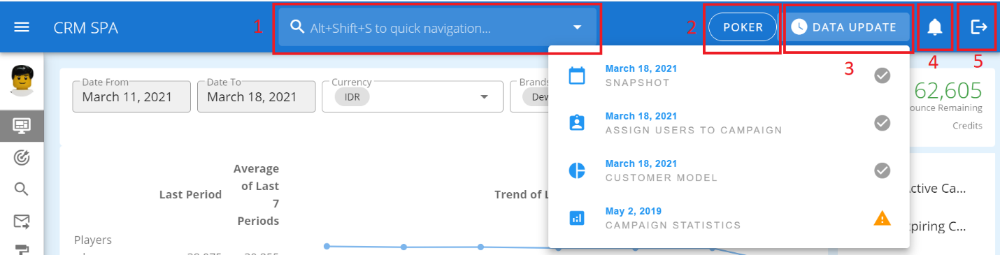 CRM SPA
1
Alt+Shift+S to quick navigation...
2
POKER
DATA UPDATE
3
4
5
Date From
March 11, 2021
Date To
March 18, 2021
Currency
IDR
Brands
March 18, 2021
SNAPSHOT
March 18, 2021
ASSIGN USERS TO CAMPAIGN
March 18, 2021
CUSTOMER MODEL
May 2, 2019
CAMPAIGN STATISTICS
62,605
ounce Remaining
Credits
Last Period
Average
of Last
7
Periods
Trend of L
Players
ctive Ca...
piring C...